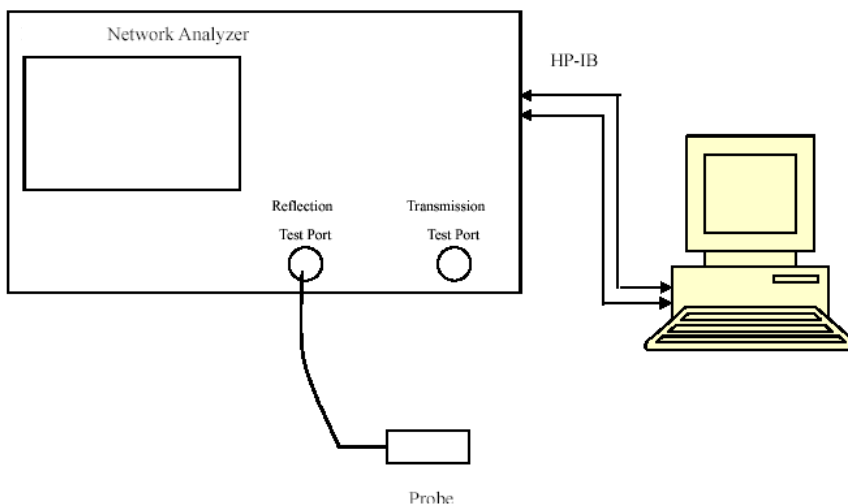 Network Analyzer
HP-IB
Reflection
Test Port
Transmission
Test Port
Probe